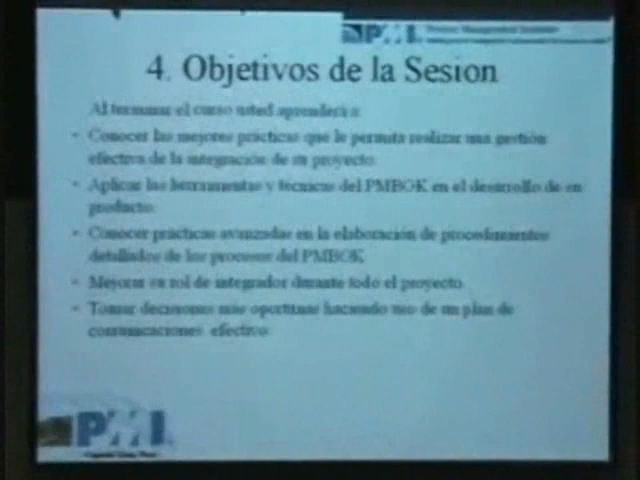 PMI
4. Objetivos de la Sesion
Al terminar el curso usted aprenderá a:
• Conocer las mejores prácticas que le permita realizar una gestión
efectiva de la integración de su proyecto.
• Aplicar las herramientas y técnicas del PMBOK en el desarrollo de su
producto.
• Conocer prácticas avanzadas en la elaboración de procedimientos
detallados de los procesos del PMBOK
• Mejorar su rol de integrador durante todo el proyecto
• Tomar decisiones más oportunas haciendo uso de un plan de
comunicaciones efectivo
PMI